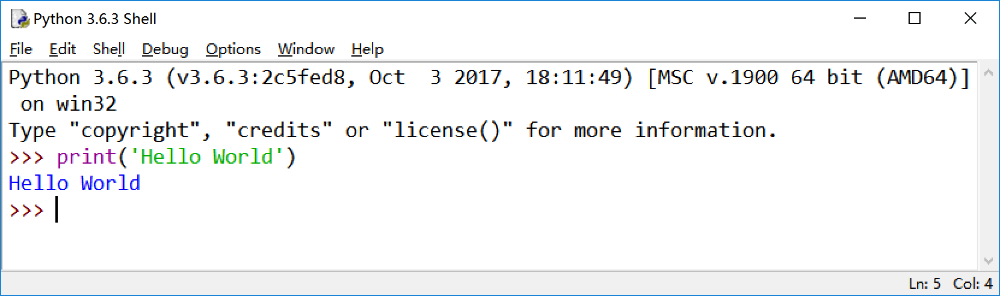 Python 3.6.3 Shell
File Edit Shell Debug Options Window Help
Python 3.6.3 (v3.6.3:2c5fed8, Oct  3 2017, 18:11:49) [MSC v.1900 64 bit (AMD64)]
 on win32
Type "copyright", "credits" or "license()" for more information.
>>> print('Hello World')
Hello World
>>>
Ln: 5 Col: 4